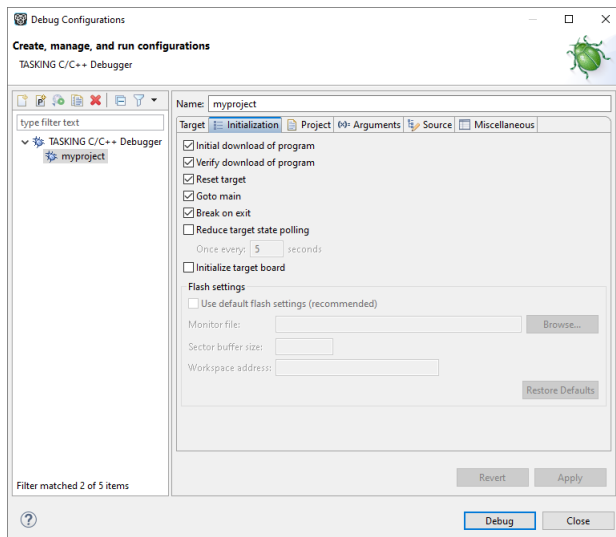 Debug Configurations
Create, manage, and run configurations
TASKING C/C++ Debugger
type filter text
TASKING C/C++ Debugger
myproject
Filter matched 2 of 5 items
Name: myproject
Target Initialization Project (x)= Arguments Source Miscellaneous
Initial download of program
Verify download of program
Reset target
Goto main
Break on exit
Reduce target state polling
Once every: 5 seconds
Initialize target board
Flash settings
Use default flash settings (recommended)
Monitor file: Browse...
Sector buffer size:
Workspace address:
Restore Defaults
Revert Apply
? Debug Close